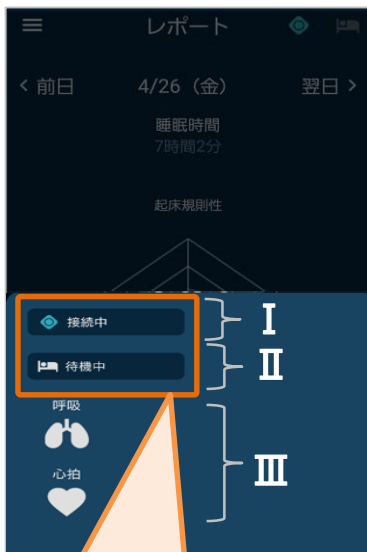 レポート
< 前日 4/26（金） 翌日 >
睡眠時間
7時間2分
起床規則性
接続中 Ⅰ
待機中 Ⅱ
呼吸
心拍
Ⅲ